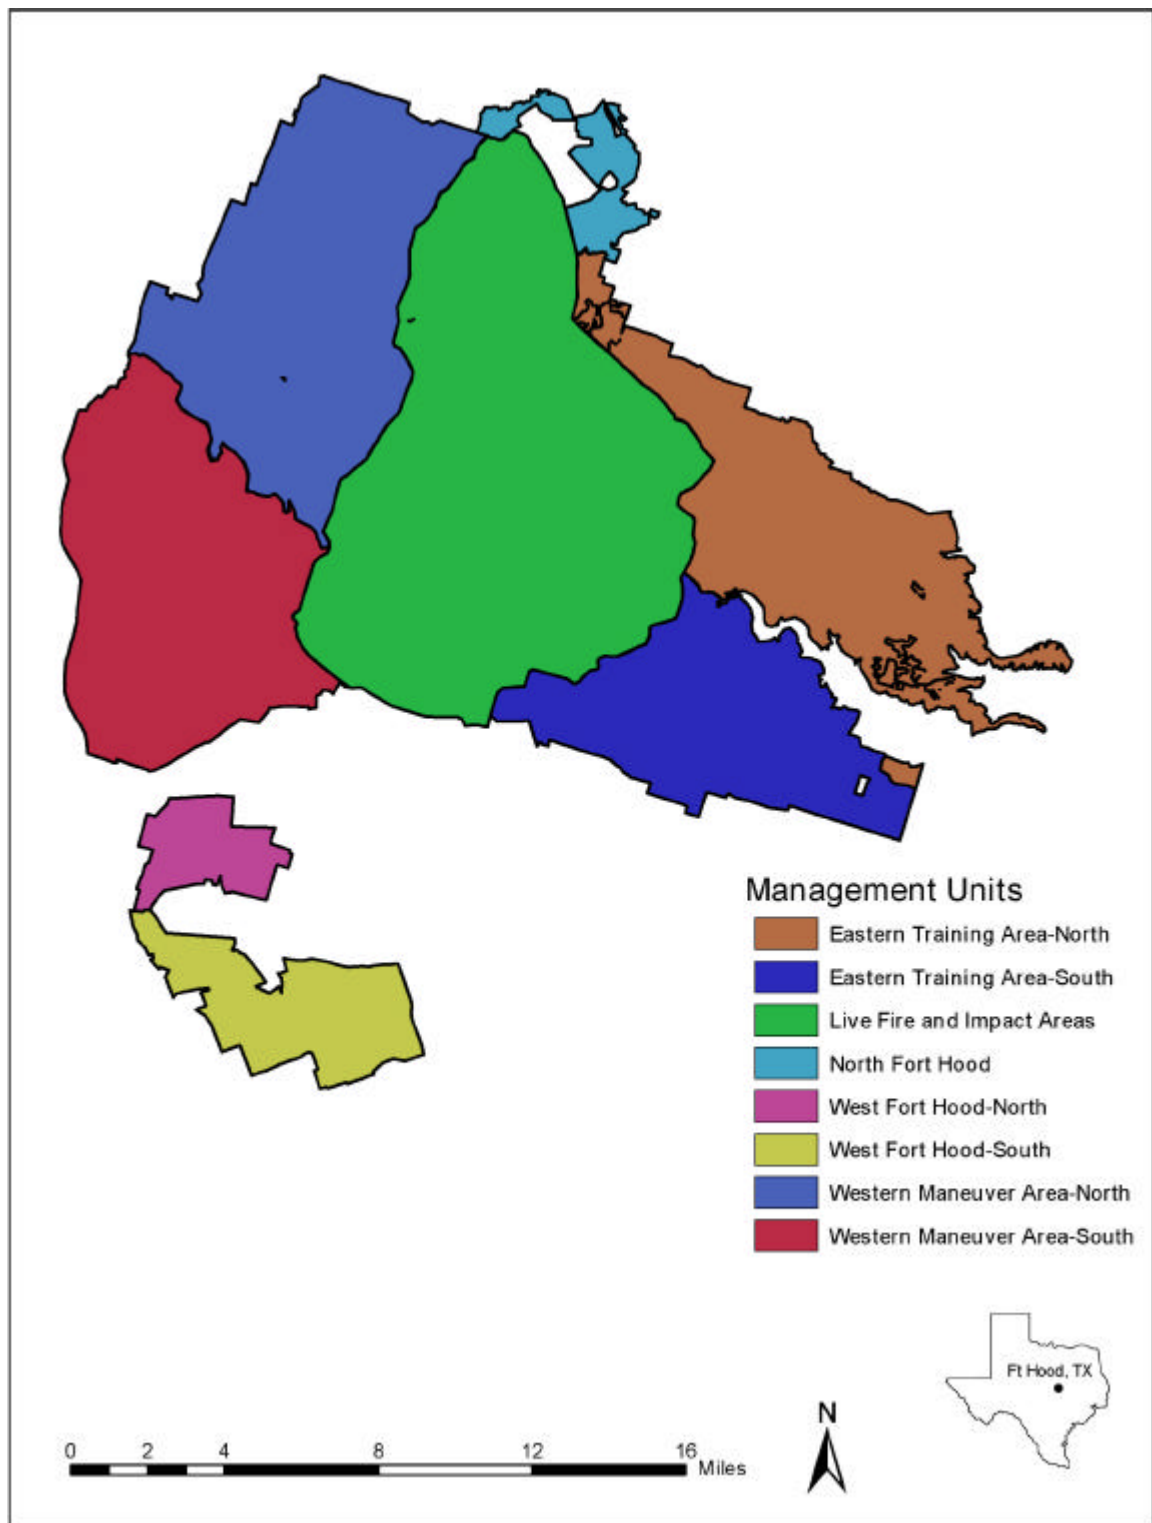 Management Units
Eastern Training Area-North
Eastern Training Area-South
Live Fire and Impact Areas
North Fort Hood
West Fort Hood-North
West Fort Hood-South
Western Maneuver Area-North
Western Maneuver Area-South
Ft Hood, TX
N
0 2 4 8 12 16
Miles